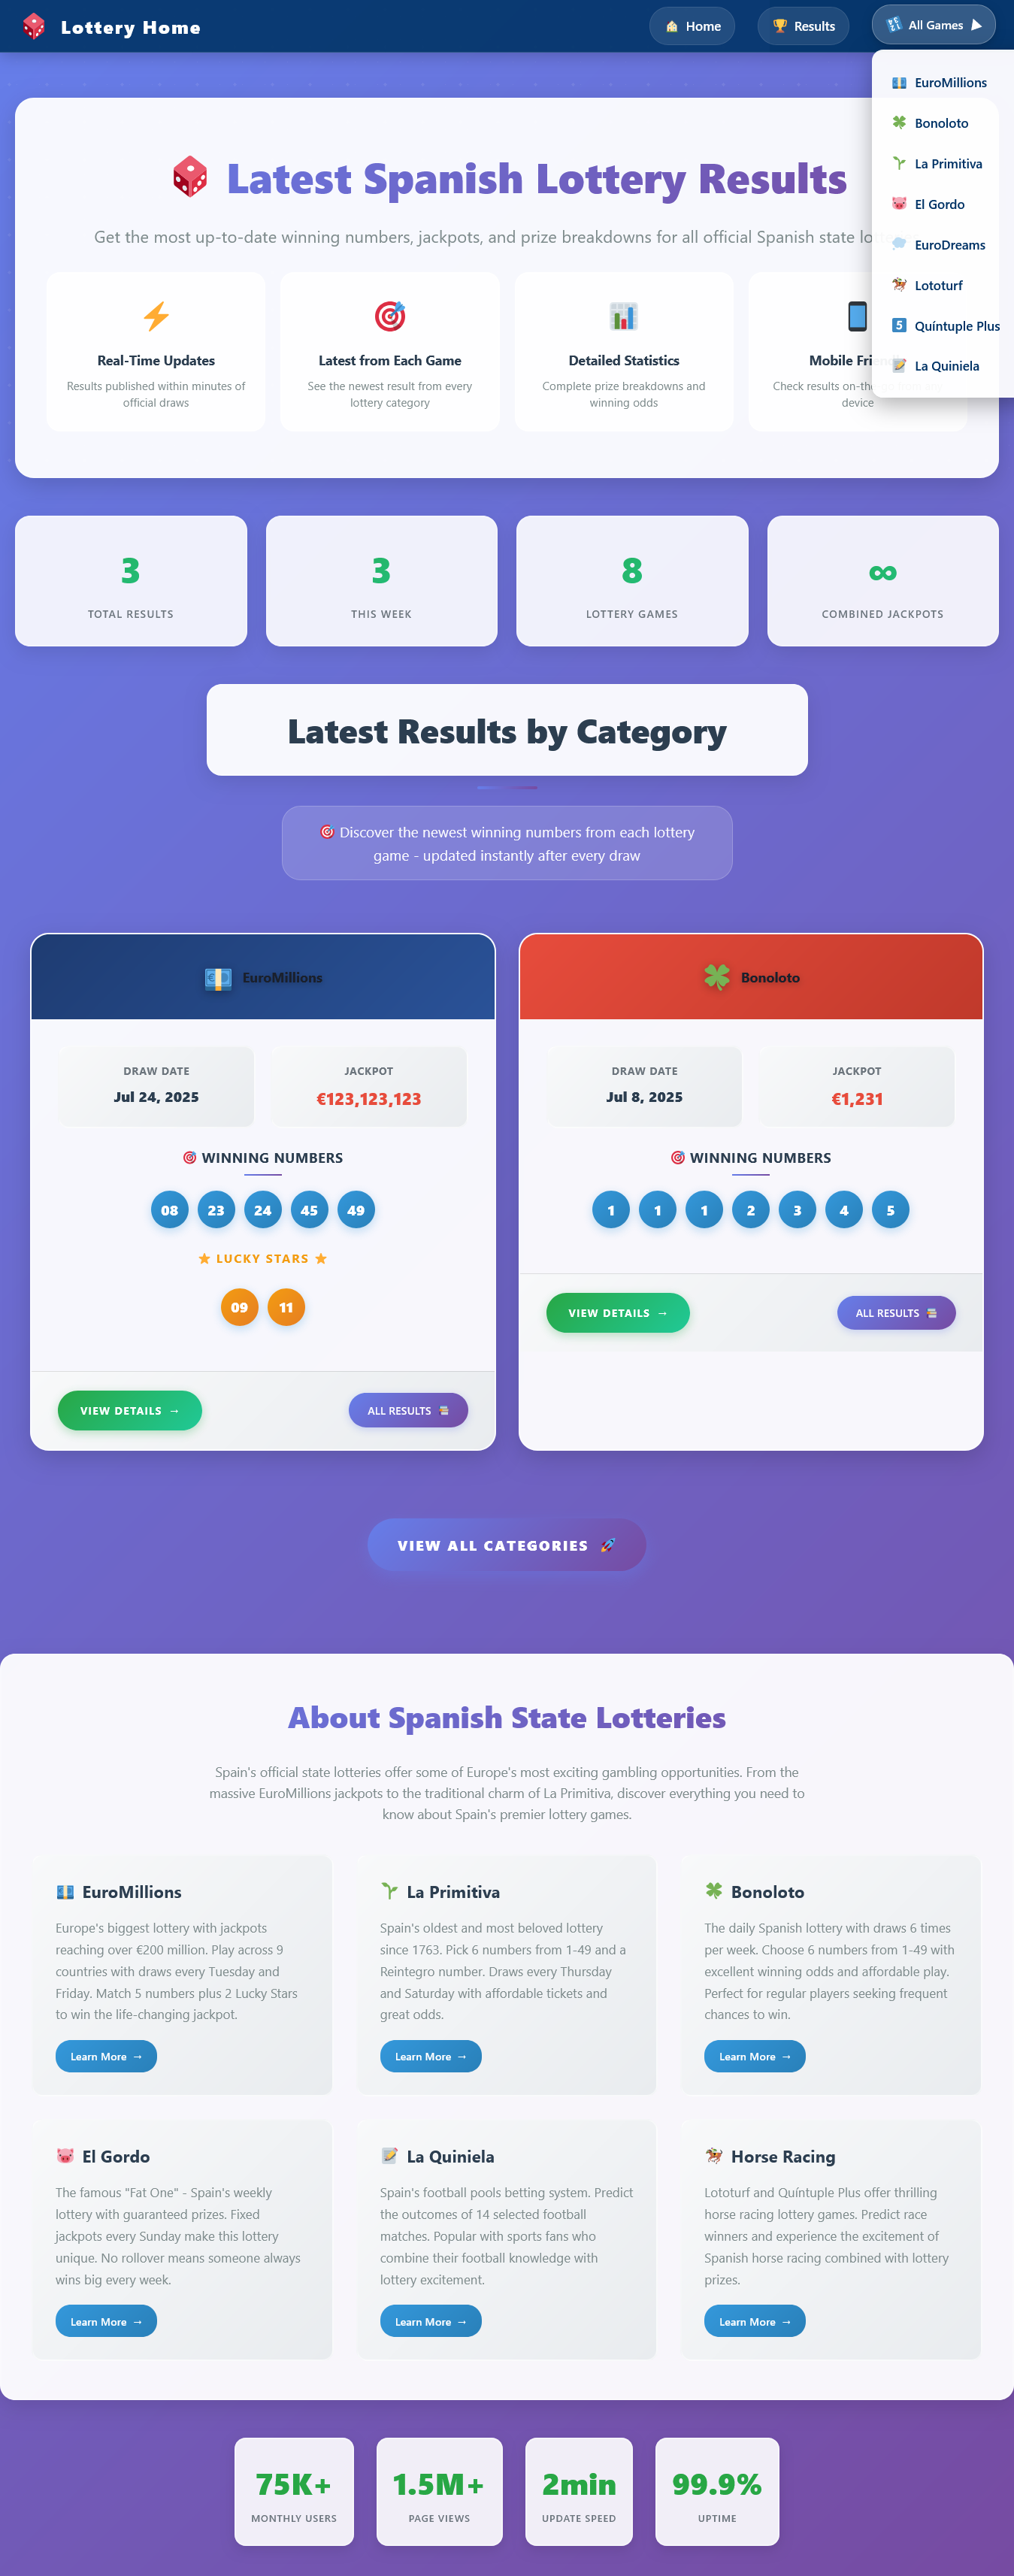 Lottery Home
Home
Results
All Games
EuroMillions
Bonoloto
La Primitiva
El Gordo
EuroDreams
Lototurf
5 Quíntuple Plus
La Quiniela
Latest Spanish Lottery Results
Get the most up-to-date winning numbers, jackpots, and prize breakdowns for all official Spanish state
Real-Time Updates
Results published within minutes of
official draws
Latest from Each Game
See the newest result from every
lottery category
Detailed Statistics
Complete prize breakdowns and
winning odds
Mobile
Check results
device
3
TOTAL RESULTS
3
THIS WEEK
8
LOTTERY GAMES
∞
COMBINED JACKPOTS
Latest Results by Category
Discover the newest winning numbers from each lottery
game - updated instantly after every draw
EuroMillions
DRAW DATE
Jul 24, 2025
JACKPOT
€123,123,123
WINNING NUMBERS
08 23 24 45 49
LUCKY STARS
09 11
VIEW DETAILS →
ALL RESULTS
Bonoloto
DRAW DATE
Jul 8, 2025
JACKPOT
€1,231
WINNING NUMBERS
1 1 1 2 3 4 5
VIEW DETAILS →
ALL RESULTS
VIEW ALL CATEGORIES
About Spanish State Lotteries
Spain's official state lotteries offer some of Europe's most exciting gambling opportunities. From the
massive EuroMillions jackpots to the traditional charm of La Primitiva, discover everything you need to
know about Spain's premier lottery games.
EuroMillions
Europe's biggest lottery with jackpots
reaching over €200 million. Play across 9
countries with draws every Tuesday and
Friday. Match 5 numbers plus 2 Lucky Stars
to win the life-changing jackpot.
Learn More →
La Primitiva
Spain's oldest and most beloved lottery
since 1763. Pick 6 numbers from 1-49 and a
Reintegro number. Draws every Thursday
and Saturday with affordable tickets and
great odds.
Learn More →
Bonoloto
The daily Spanish lottery with draws 6 times
per week. Choose 6 numbers from 1-49 with
excellent winning odds and affordable play.
Perfect for regular players seeking frequent
chances to win.
Learn More →
El Gordo
The famous "Fat One" - Spain's weekly
lottery with guaranteed prizes. Fixed
jackpots every Sunday make this lottery
unique. No rollover means someone always
wins big every week.
Learn More →
La Quiniela
Spain's football pools betting system. Predict
the outcomes of 14 selected football
matches. Popular with sports fans who
combine their football knowledge with
lottery excitement.
Learn More →
Horse Racing
Lototurf and Quíntuple Plus offer thrilling
horse racing lottery games. Predict race
winners and experience the excitement of
Spanish horse racing combined with lottery
prizes.
Learn More →
75K+
MONTHLY USERS
1.5M+
PAGE VIEWS
2min
UPDATE SPEED
99.9%
UPTIME